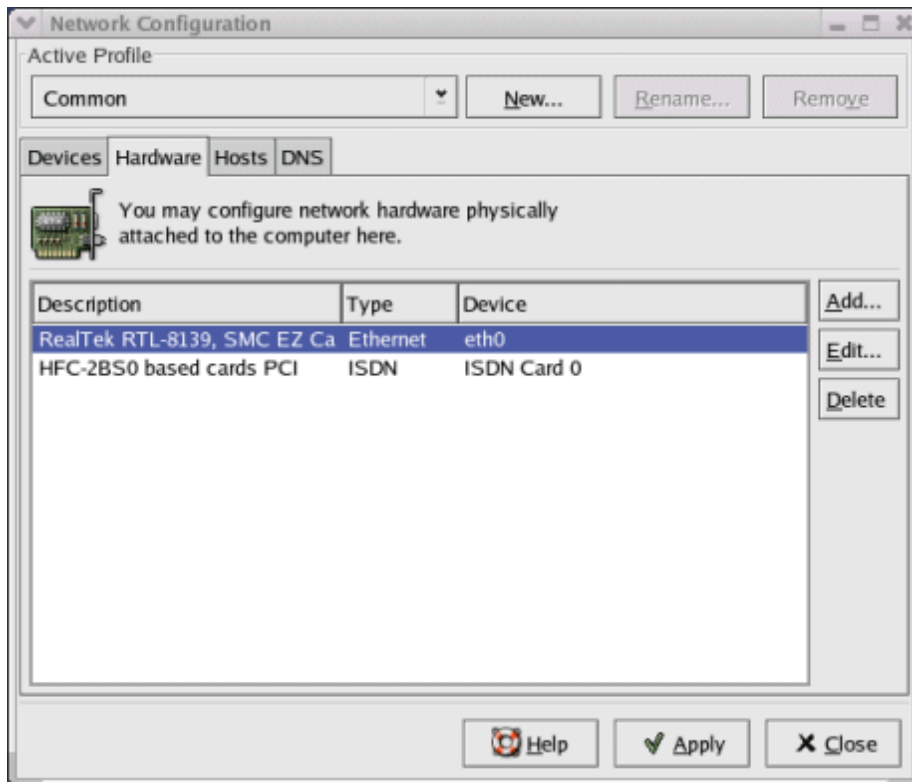 Network Configuration
Active Profile
Common
New...
Rename...
Remove
Devices Hardware Hosts DNS
You may configure network hardware physically
attached to the computer here.
Description Type Device
RealTek RTL-8139, SMC EZ Ca Ethernet eth0
HFC-2BS0 based cards PCI ISDN ISDN Card 0
Add...
Edit...
Delete
Help
Apply
Close